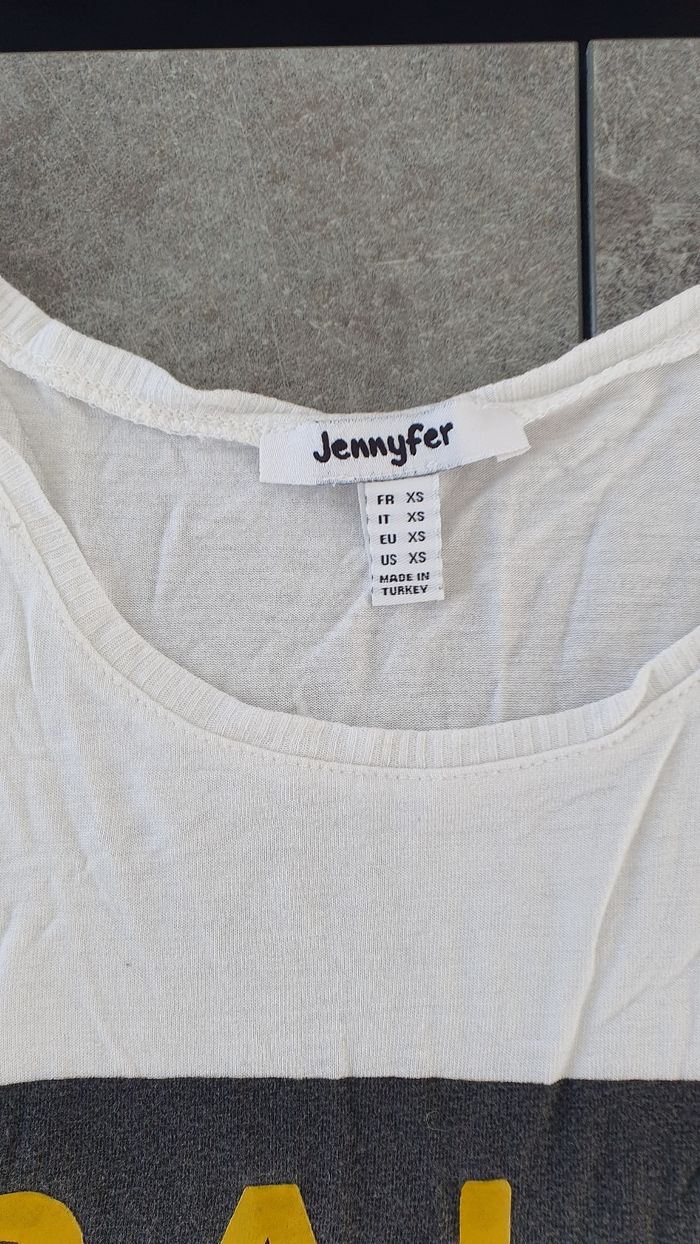 Jennyfer
FR XS
IT XS
EU XS
US XS
MADE IN
TURKEY